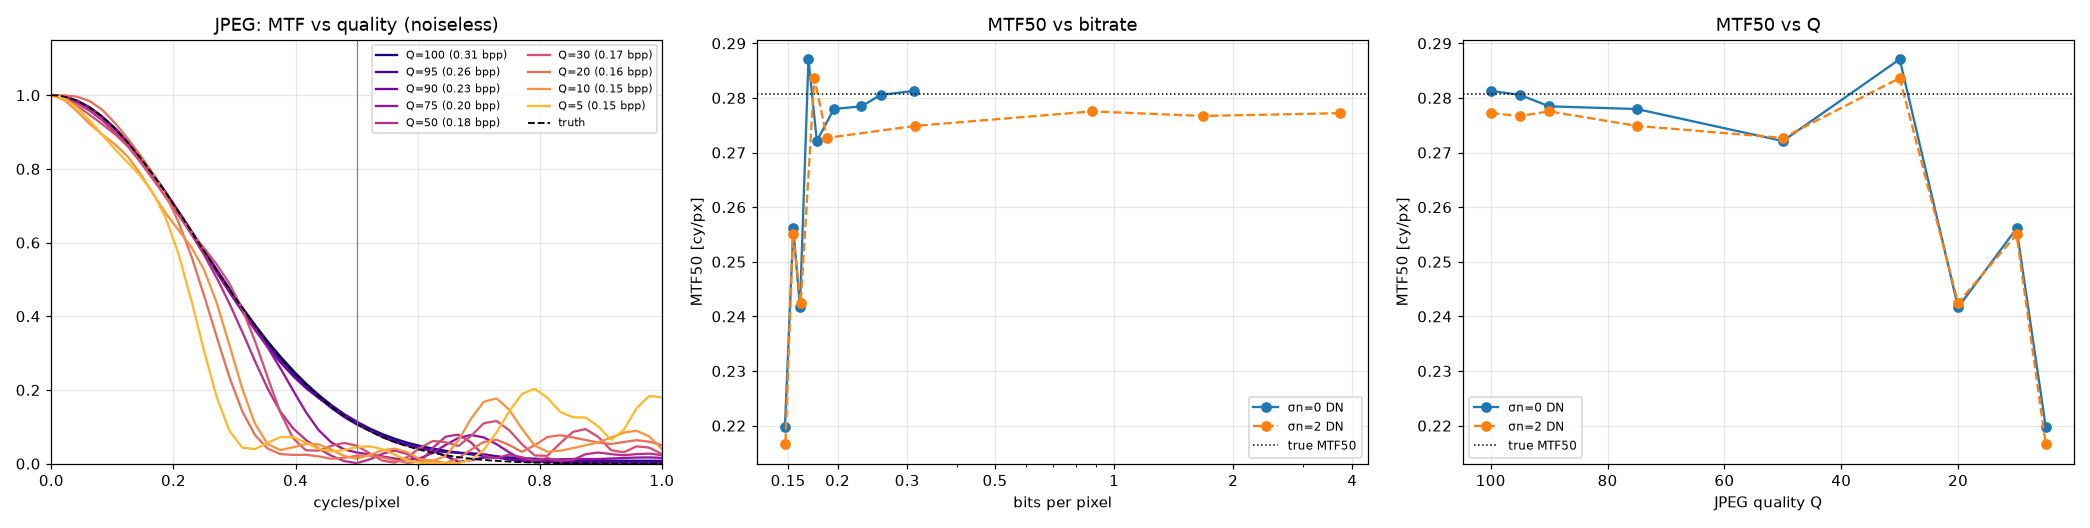 JPEG: MTF vs quality (noiseless)
Q=100 (0.31 bpp)
Q=95 (0.26 bpp)
Q=90 (0.23 bpp)
Q=75 (0.20 bpp)
Q=50 (0.18 bpp)
Q=30 (0.17 bpp)
Q=20 (0.16 bpp)
Q=10 (0.15 bpp)
Q=5 (0.15 bpp)
truth
1.0
0.8
0.6
0.4
0.2
0.0
0.0 0.2 0.4 0.6 0.8 1.0
cycles/pixel
MTF50 vs bitrate
MTF50 [cy/px]
0.29
0.28
0.27
0.26
0.25
0.24
0.23
0.22
σn=0 DN
σn=2 DN
true MTF50
0.15 0.2 0.3 0.5 1 2 4
bits per pixel
MTF50 vs Q
MTF50 [cy/px]
0.29
0.28
0.27
0.26
0.25
0.24
0.23
0.22
σn=0 DN
σn=2 DN
true MTF50
100 80 60 40 20
JPEG quality Q